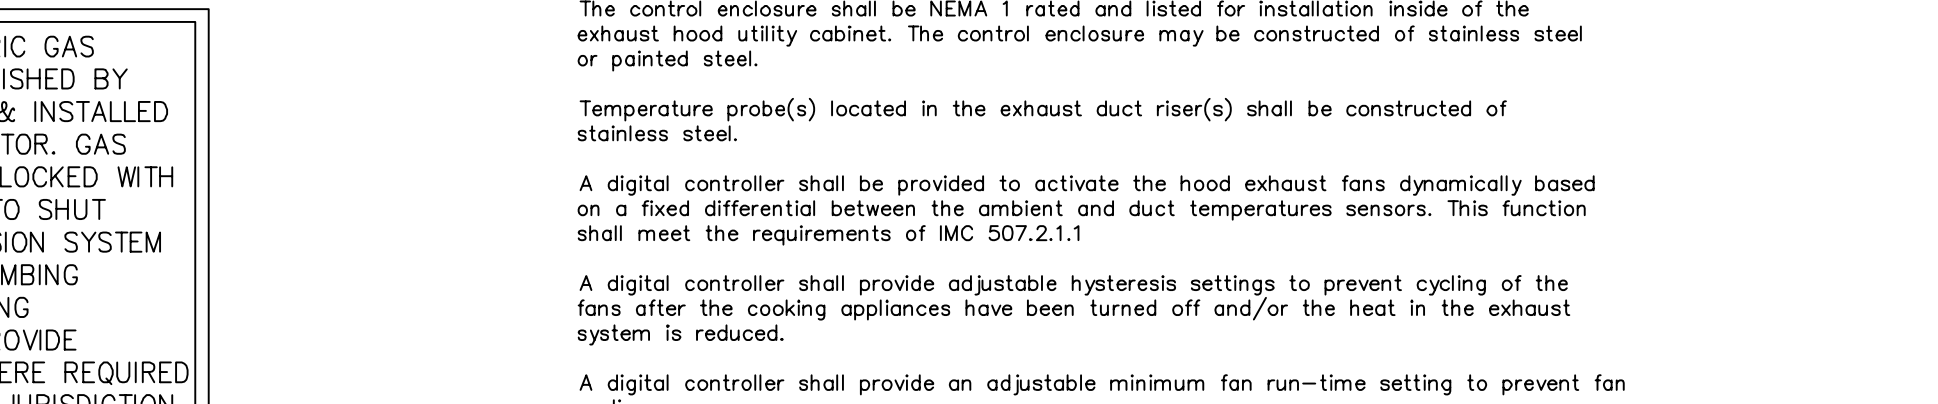 RIC GAS
ISHED BY
& INSTALLED
TOR. GAS
LOCKED WITH
TO SHUT
SION SYSTEM
MBING
NG
ROVIDE
ERE REQUIRED
JURISDICTION
The control enclosure shall be NEMA 1 rated and listed for installation inside of the
exhaust hood utility cabinet. The control enclosure may be constructed of stainless steel
or painted steel.
Temperature probe(s) located in the exhaust duct riser(s) shall be constructed of
stainless steel.
A digital controller shall be provided to activate the hood exhaust fans dynamically based
on a fixed differential between the ambient and duct temperatures sensors. This function
shall meet the requirements of IMC 507.2.1.1
A digital controller shall provide adjustable hysteresis settings to prevent cycling of the
fans after the cooking appliances have been turned off and/or the heat in the exhaust
system is reduced.
A digital controller shall provide an adjustable minimum fan run-time setting to prevent fan